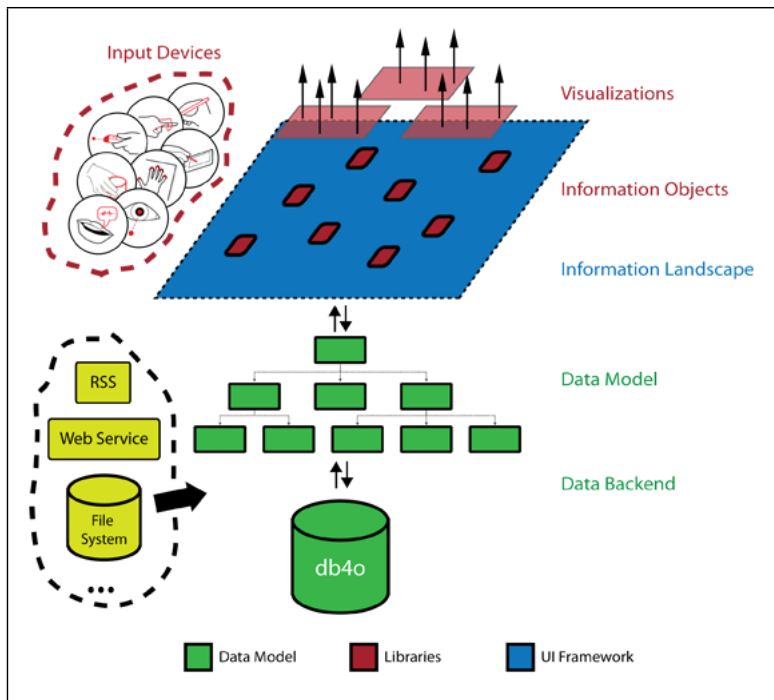 Input Devices
Visualizations
Information Objects
Information Landscape
RSS
Web Service
File
System
...
Data Model
Data Backend
db4o
Data Model
Libraries
UI Framework